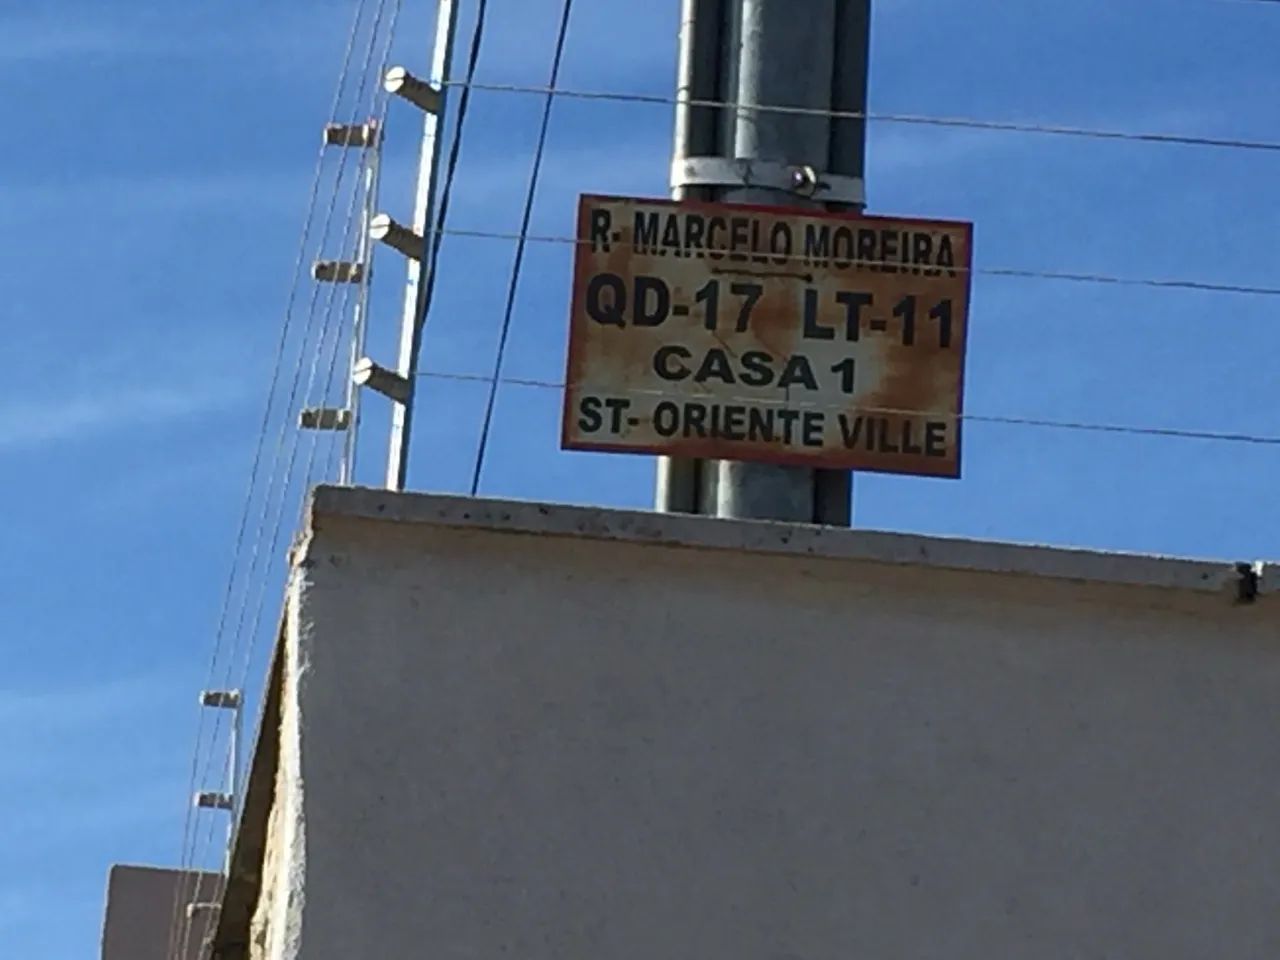 R- MARCELO MOREIRA
QD-17 LT-11
CASA 1
ST- ORIENTE VILLE